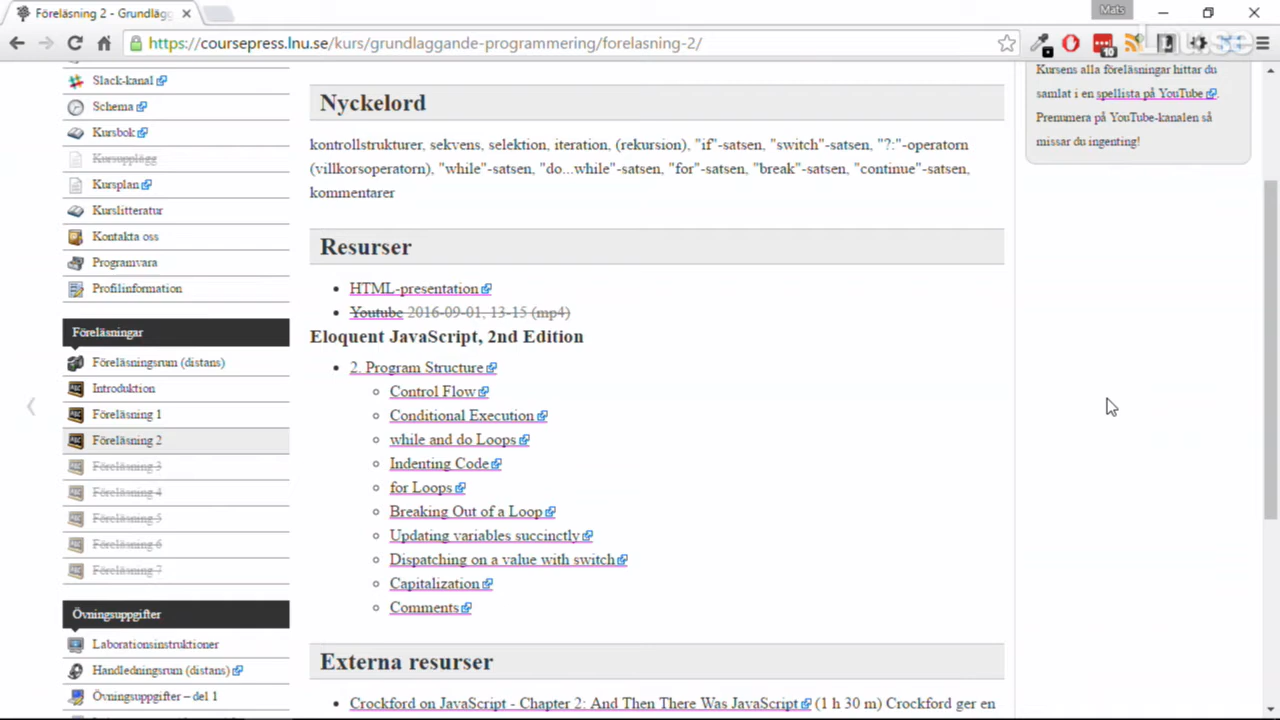 Föreläsning 2 - Grundlägg
Mats
https://coursepress.lnu.se/kurs/grundlaggande-programmering/forelasning-2/
10
lnu.se
Slack-kanal
Schema
Kursbok
Kursupplägg
Kursplan
Kurslitteratur
Kontakta oss
Programvara
Profilinformation
Föreläsningar
Föreläsningsrum (distans)
Introduktion
Föreläsning 1
Föreläsning 2
Föreläsning 3
Föreläsning 4
Föreläsning 5
Föreläsning 6
Föreläsning 7
Övningsuppgifter
Laborationsinstruktioner
Handledningsrum (distans)
Övningsuppgifter – del 1
Nyckelord
kontrollstrukturer, sekvens, selektion, iteration, (rekursion), "if"-satsen, "switch"-satsen, "?:"-operatorn
(villkorsoperatorn), "while"-satsen, "do...while"-satsen, "for"-satsen, "break"-satsen, "continue"-satsen,
kommentarer
Resurser
HTML-presentation
Youtube 2016-09-01, 13-15 (mp4)
Eloquent JavaScript, 2nd Edition
2. Program Structure
Control Flow
Conditional Execution
while and do Loops
Indenting Code
for Loops
Breaking Out of a Loop
Updating variables succinctly
Dispatching on a value with switch
Capitalization
Comments
Externa resurser
Crockford on JavaScript - Chapter 2: And Then There Was JavaScript (1 h 30 m) Crockford ger en
Kursens alla föreläsningar hittar du
samlat i en spellista på YouTube.
Prenumera på YouTube-kanalen så
missar du ingenting!